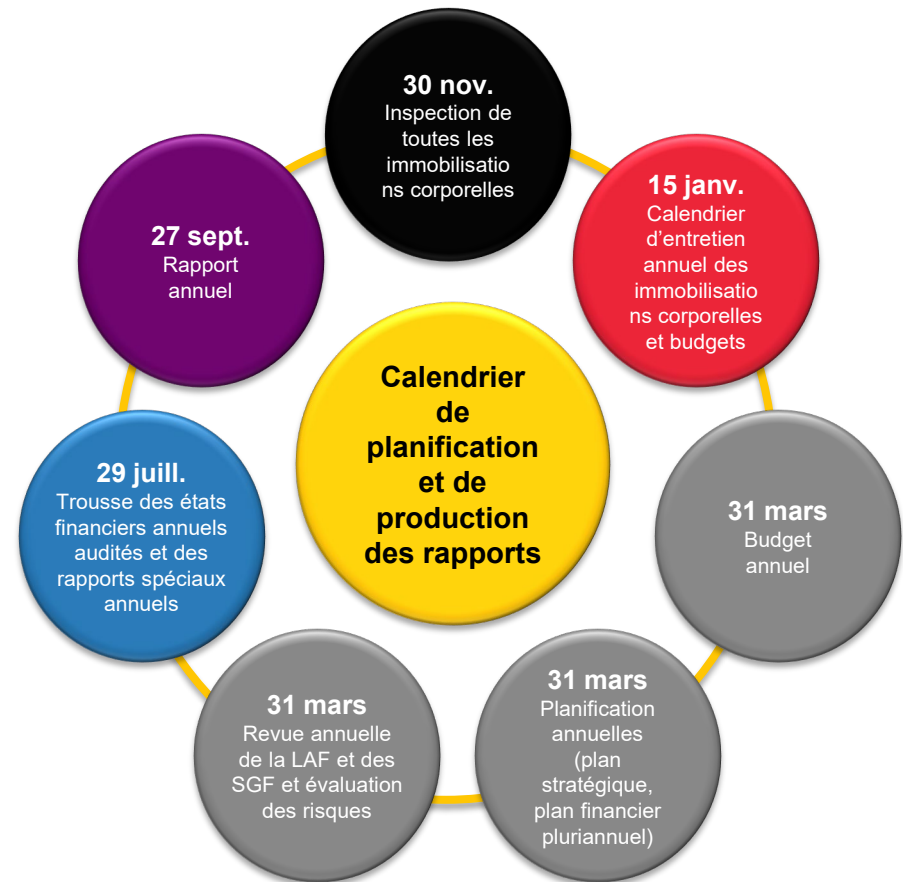 30 nov.
Inspection de
toutes les
immobilisatio
ns corporelles
15 janv.
Calendrier
d’entretien
annuel des
immobilisatio
ns corporelles
et budgets
31 mars
Budget
annuel
31 mars
Planification
annuelles
(plan
stratégique,
plan financier
pluriannuel)
31 mars
Revue annuelle
de la LAF et des
SGF et évaluation
des risques
29 juill.
Trousse des états
financiers annuels
audités et des
rapports spéciaux
annuels
27 sept.
Rapport
annuel
Calendrier
de
planification
et de
production
des rapports